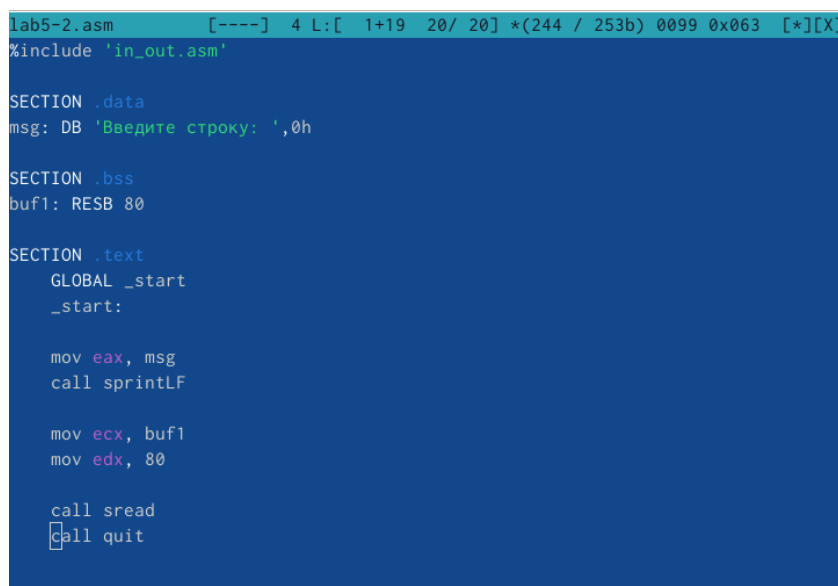 lab5-2.asm [----] 4 L:[ 1+19 20/ 20] *(244 / 253b) 0099 0x063 [*][X]
%include 'in_out.asm'
SECTION .data
msg: DB 'Введите строку: ',0h
SECTION .bss
buf1: RESB 80
SECTION .text
GLOBAL _start
_start:
mov eax, msg
call sprintLF
mov ecx, buf1
mov edx, 80
call sread
call quit